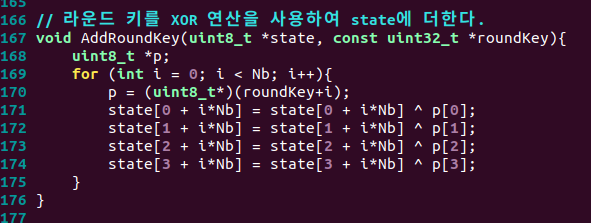 165
166 // 라운드 키를 XOR 연산을 사용하여 state에 더한다.
167 void AddRoundKey(uint8_t *state, const uint32_t *roundKey){
168     uint8_t *p;
169     for (int i = 0; i < Nb; i++){
170         p = (uint8_t*)(roundKey+i);
171         state[0 + i*Nb] = state[0 + i*Nb] ^ p[0];
172         state[1 + i*Nb] = state[1 + i*Nb] ^ p[1];
173         state[2 + i*Nb] = state[2 + i*Nb] ^ p[2];
174         state[3 + i*Nb] = state[3 + i*Nb] ^ p[3];
175     }
176 }
177